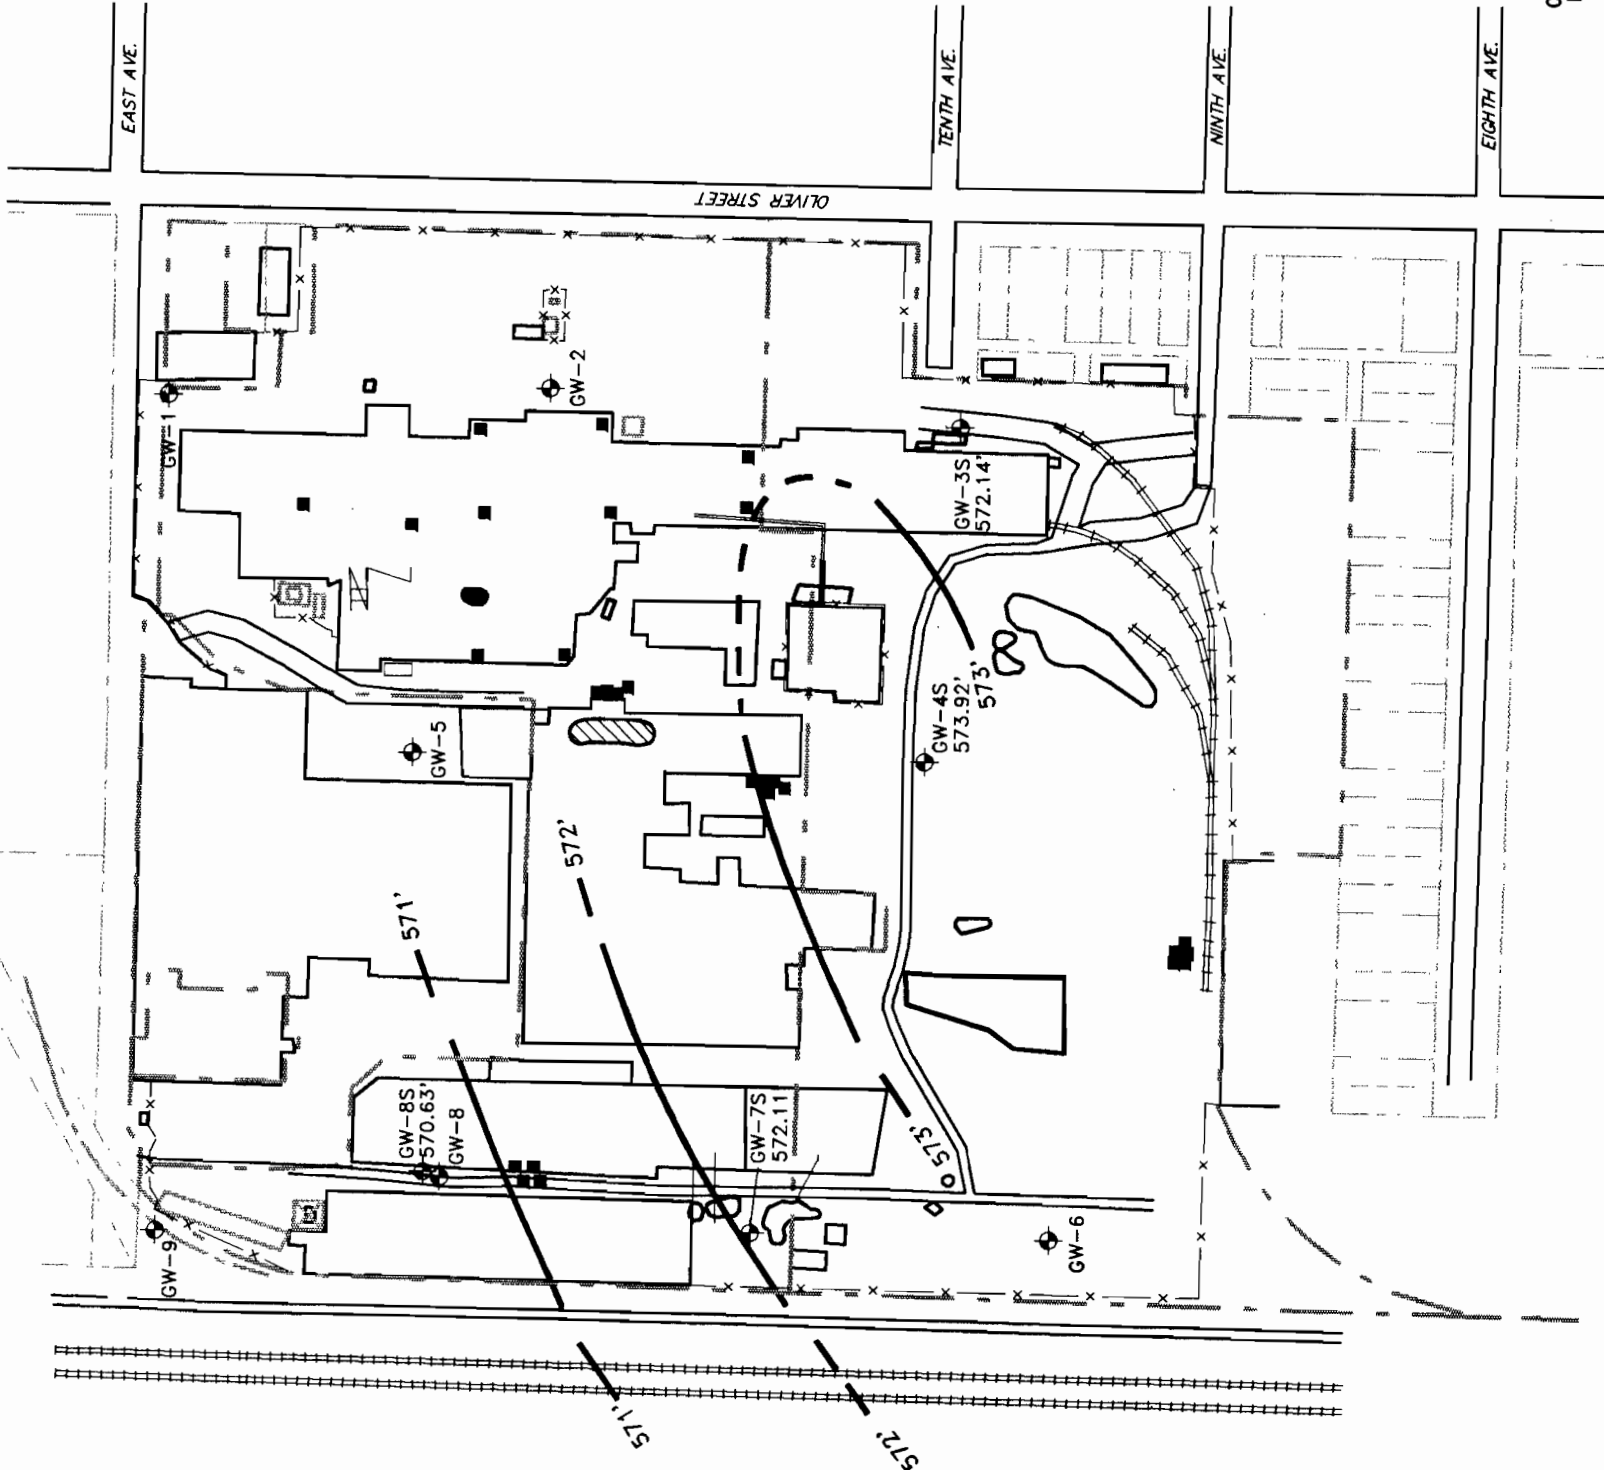 EAST AVE.
TENTH AVE.
NINTH AVE.
EIGHTH AVE.
OLIVER STREET
GW-1
GW-2
GW-3S
572.14'
GW-4S
573.92'
573'
GW-5
572'
571'
GW-8S
570.63'
GW-8
GW-7S
572.11'
573'
GW-6
GW-9
571'
572'